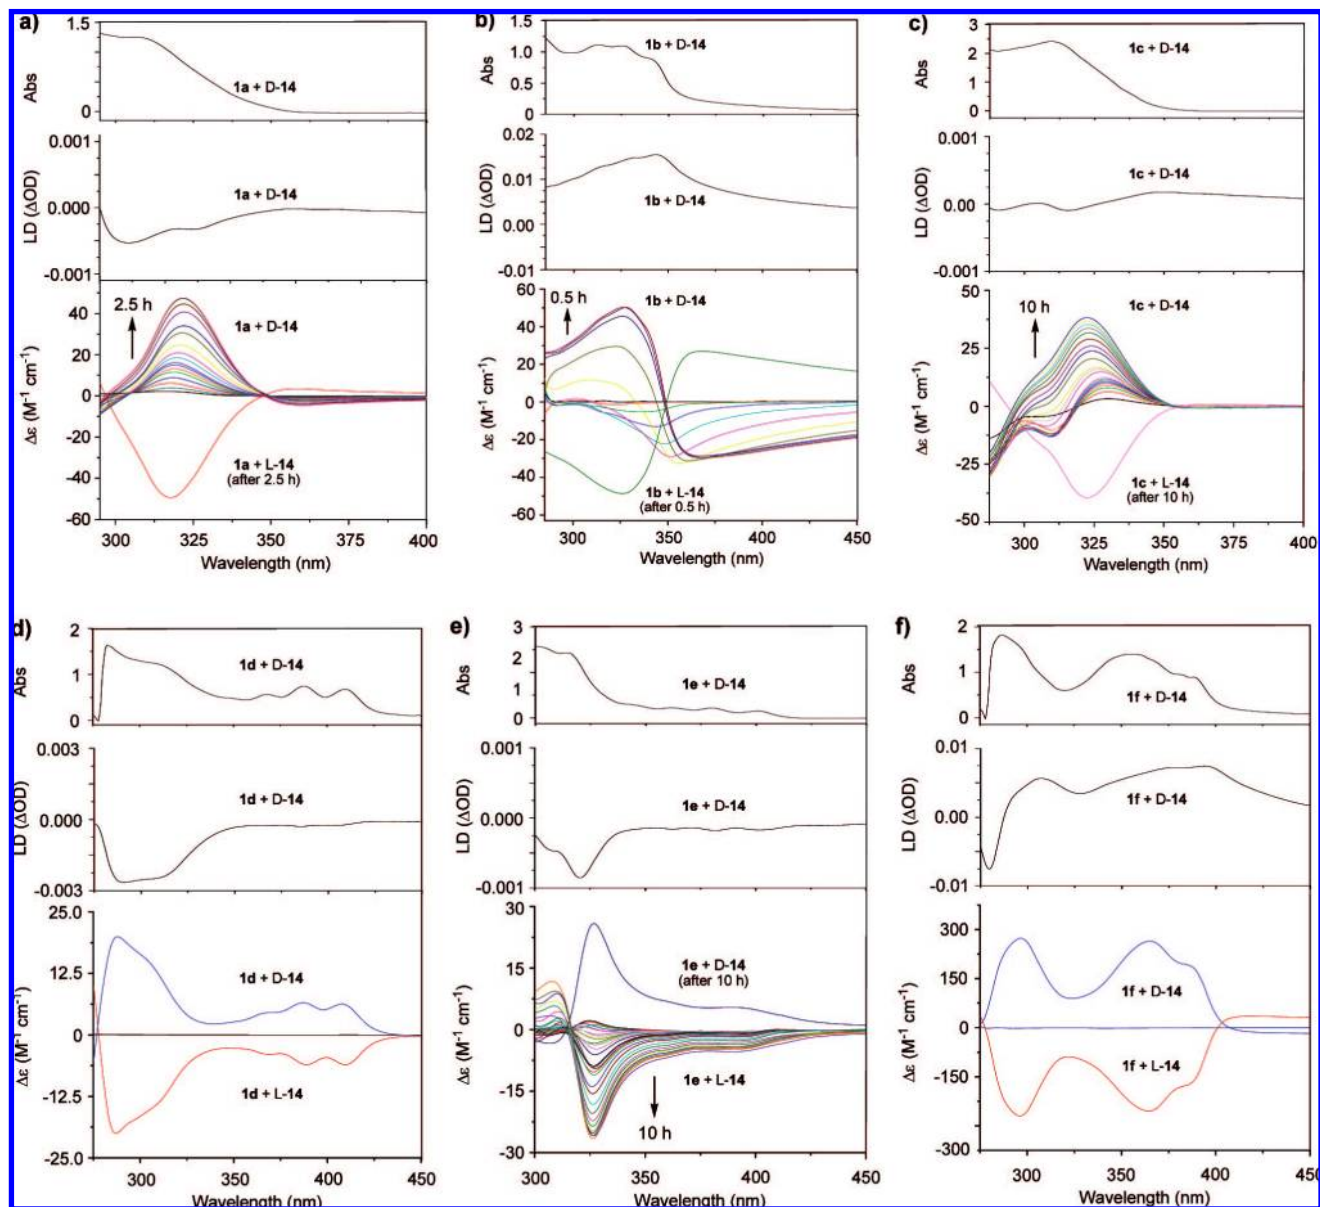 a)
1.5
Abs
1a + D-14
0
0.001
LD (ΔOD)
1a + D-14
0.000
-0.001
2.5 h
40
1a + D-14
20
Δε (M⁻¹ cm⁻¹)
0
-20
1a + L-14
(after 2.5 h)
-40
-60
300 325 350 375 400
Wavelength (nm)
b)
1.5
1b + D-14
1.0
Abs
0.5
0
0.02
LD (ΔOD)
0.01
1b + D-14
0.00
-0.01
60
0.5 h
1b + D-14
40
20
Δε (M⁻¹ cm⁻¹)
0
-20
-40
1b + L-14
(after 0.5 h)
-60
300 350 400 450
Wavelength (nm)
c)
3
1c + D-14
2
Abs
1
0
0.001
LD (ΔOD)
1c + D-14
0.00
-0.001
50
10 h
1c + D-14
25
Δε (M⁻¹ cm⁻¹)
0
-25
1c + L-14
(after 10 h)
-50
300 325 350 375 400
Wavelength (nm)
d)
2
1d + D-14
Abs
1
0
0.003
LD (ΔOD)
1d + D-14
0.000
-0.003
25.0
12.5
1d + D-14
Δε (M⁻¹ cm⁻¹)
0
1d + L-14
-12.5
-25.0
300 350 400 450
Wavelength (nm)
e)
3
2
Abs
1e + D-14
1
0
0.001
LD (ΔOD)
1e + D-14
0.000
-0.001
30
15
1e + D-14
(after 10 h)
Δε (M⁻¹ cm⁻¹)
0
1e + L-14
-15
10 h
-30
300 350 400 450
Wavelength (nm)
f)
2
Abs
1
1f + D-14
0
0.01
LD (ΔOD)
1f + D-14
0.00
-0.01
300
150
1f + D-14
Δε (M⁻¹ cm⁻¹)
0
1f + L-14
-150
-300
300 350 400 450
Wavelength (nm)